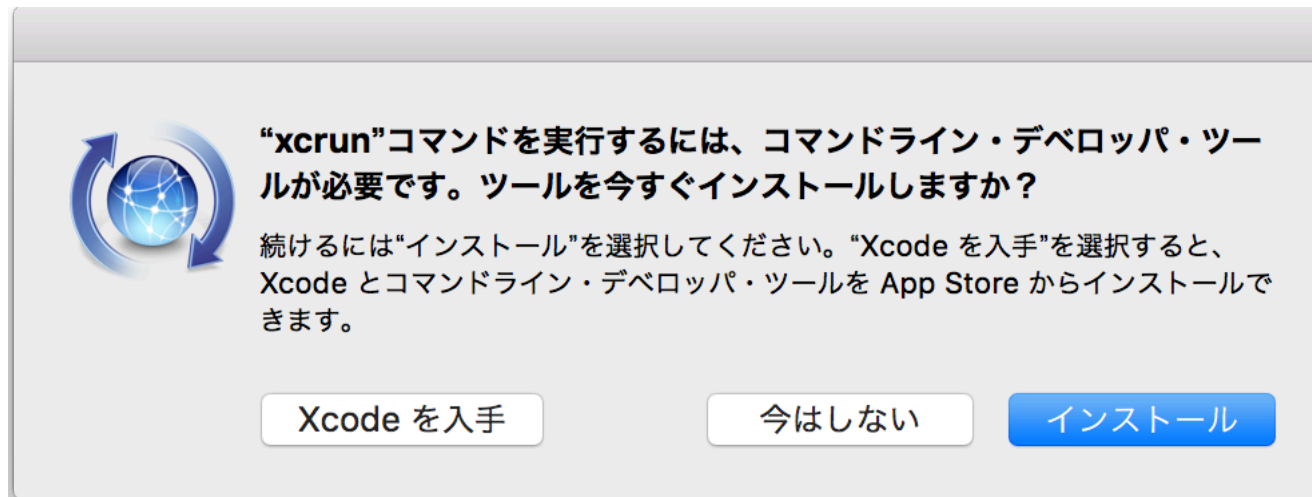 “xcrun”コマンドを実行するには、コマンドライン・デベロッパ・ツー
ルが必要です。ツールを今すぐインストールしますか？
続けるには“インストール”を選択してください。“Xcode を入手”を選択すると、
Xcode とコマンドライン・デベロッパ・ツールを App Store からインストールで
きます。
Xcode を入手
今はしない
インストール